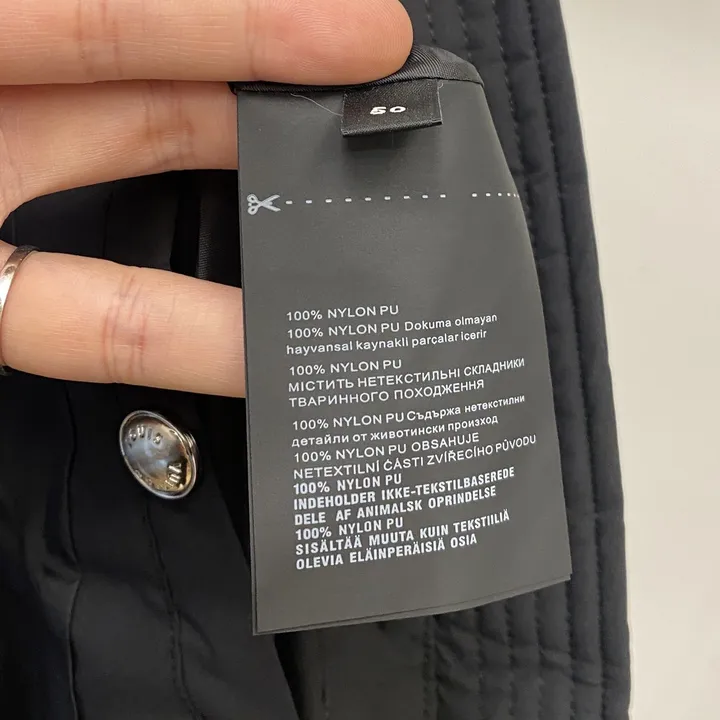 50
100% NYLON PU
100% NYLON PU Dokuma olmayan
hayvansal kaynakli parçalar icerir
100% NYLON PU
МІСТИТЬ НЕТЕКСТИЛЬНІ СКЛАДНИКИ
ТВАРИННОГО ПОХОДЖЕННЯ
100% NYLON PU Съдържа нетекстилни
детайли от животински произход
100% NYLON PU OBSAHUJE
NETEXTILNÍ ČÁSTI ZVÍŘECÍHO PŮVODU
100% NYLON PU
INDEHOLDER IKKE-TEKSTILBASEREDE
DELE AF ANIMALSK OPRINDELSE
100% NYLON PU
SISÄLTÄÄ MUUTA KUIN TEKSTIILIÄ
OLEVIA ELÄINPERÄISIÄ OSIA